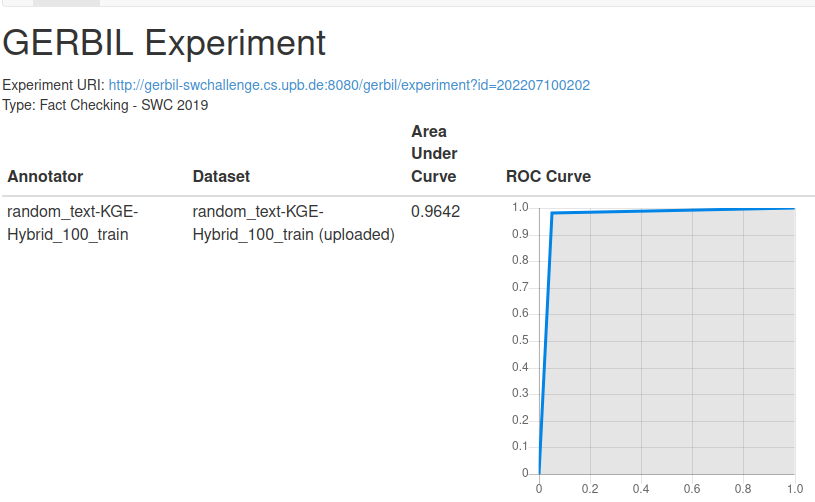 GERBIL Experiment
Experiment URI: http://gerbil-swchallenge.cs.upb.de:8080/gerbil/experiment?id=202207100202
Type: Fact Checking - SWC 2019
Annotator Dataset Area Under Curve ROC Curve
random_text-KGE- random_text-KGE- 0.9642
Hybrid_100_train Hybrid_100_train (uploaded)
1.0
0.9
0.8
0.7
0.6
0.5
0.4
0.3
0.2
0.1
0
0 0.2 0.4 0.6 0.8 1.0